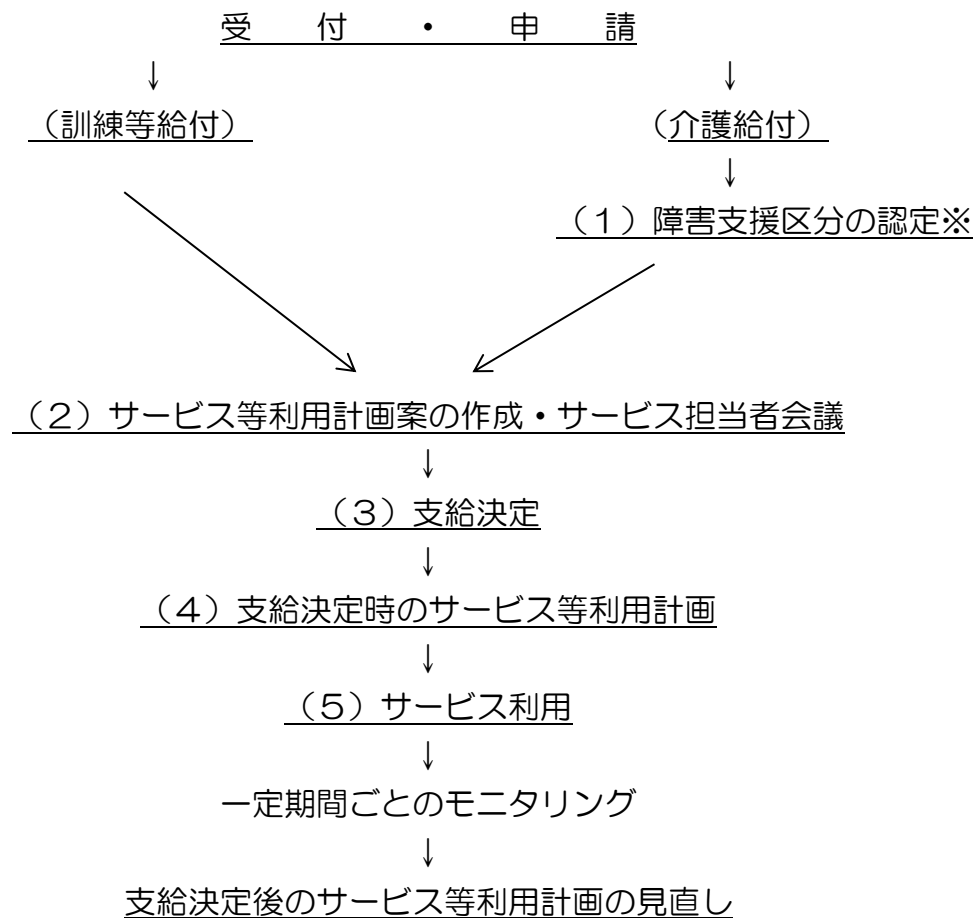 受付・申請
↓ ↓
(訓練等給付) (介護給付)
↓
(1)障害支援区分の認定※
(2)サービス等利用計画案の作成・サービス担当者会議
↓
(3)支給決定
↓
(4)支給決定時のサービス等利用計画
↓
(5)サービス利用
↓
一定期間ごとのモニタリング
↓
支給決定後のサービス等利用計画の見直し